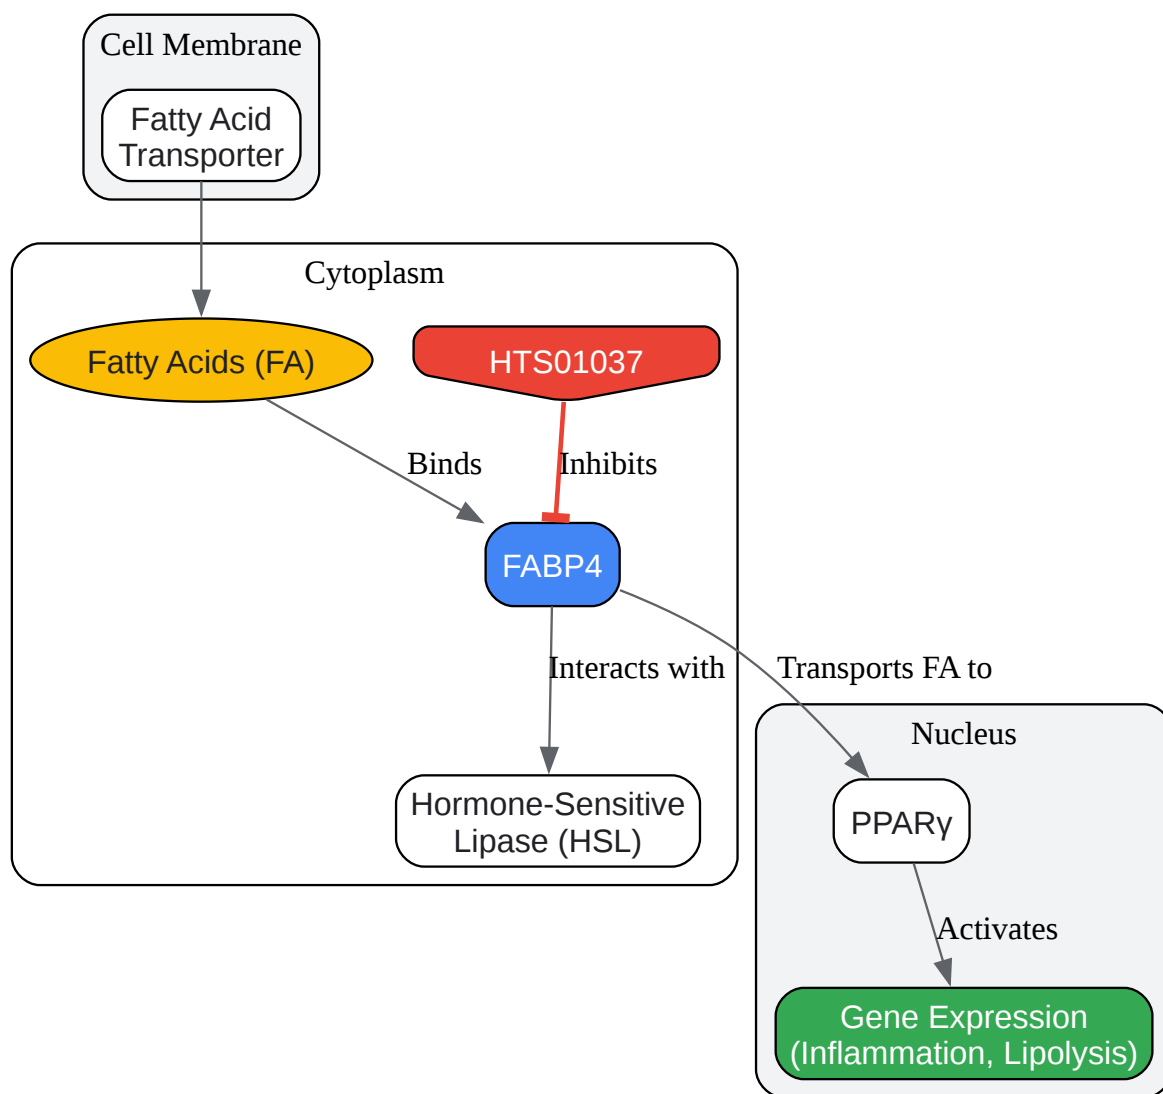 Cell Membrane
Fatty Acid
Transporter
Cytoplasm
Fatty Acids (FA)
HTS01037
Binds
Inhibits
FABP4
Interacts with
Transports FA to
Nucleus
Hormone-Sensitive
Lipase (HSL)
PPARγ
Activates
Gene Expression
(Inflammation, Lipolysis)